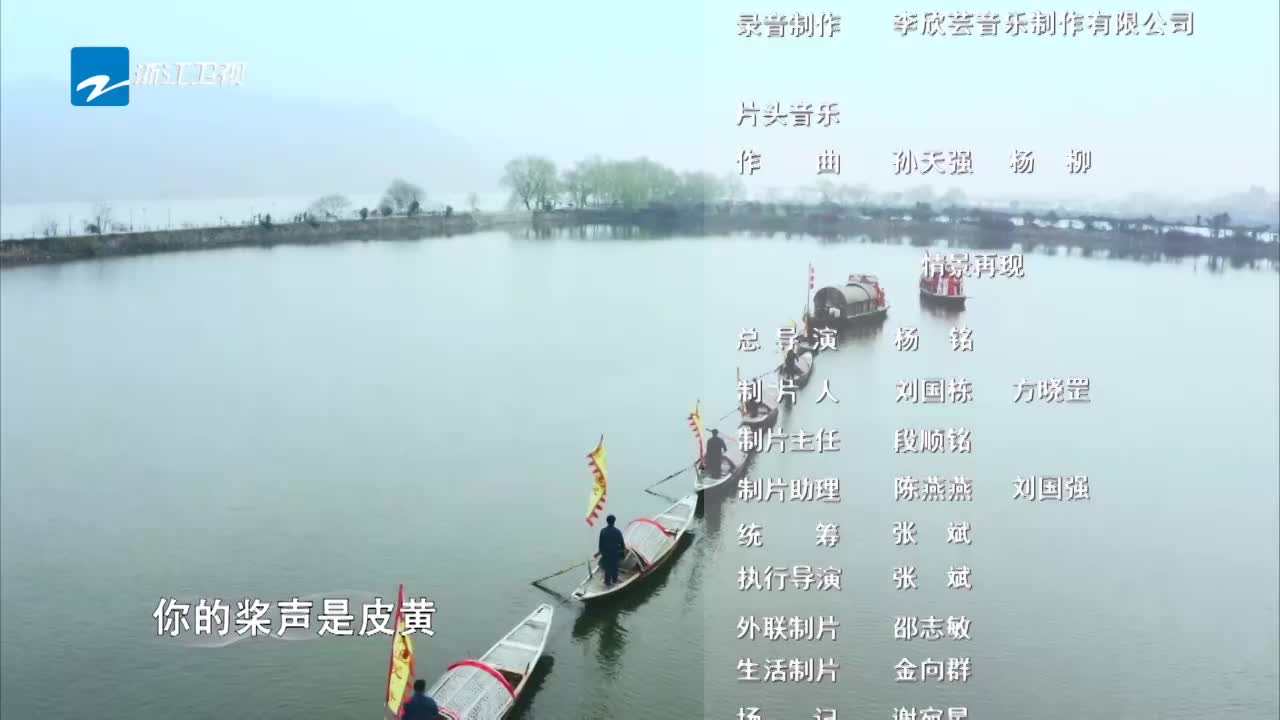 录音制作 李欣芸音乐制作有限公司
浙江卫视
片头音乐
作 曲 孙天强 杨 柳
情景再现
总导演 杨 铭
制片人 刘国栋 方晓罡
制片主任 段顺铭
制片助理 陈燕燕 刘国强
统 筹 张 斌
执行导演 张 斌
你的桨声是皮黄
外联制片 邵志敏
生活制片 金向群
场 记 谢宛星